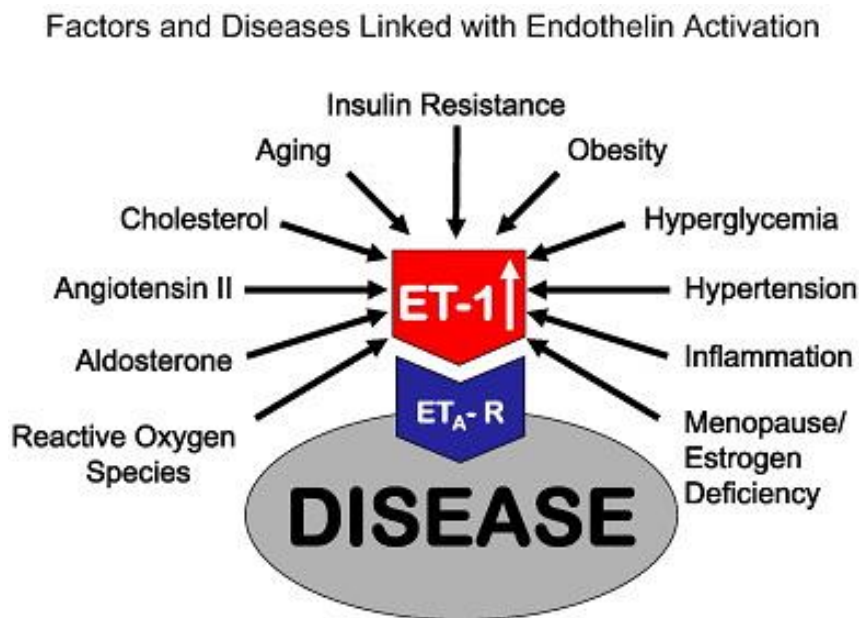 Factors and Diseases Linked with Endothelin Activation
Insulin Resistance
Aging
Obesity
Cholesterol
Hyperglycemia
Angiotensin II
ET-1
Hypertension
Aldosterone
Inflammation
ETA- R
Reactive Oxygen
Species
Menopause/
Estrogen
Deficiency
DISEASE